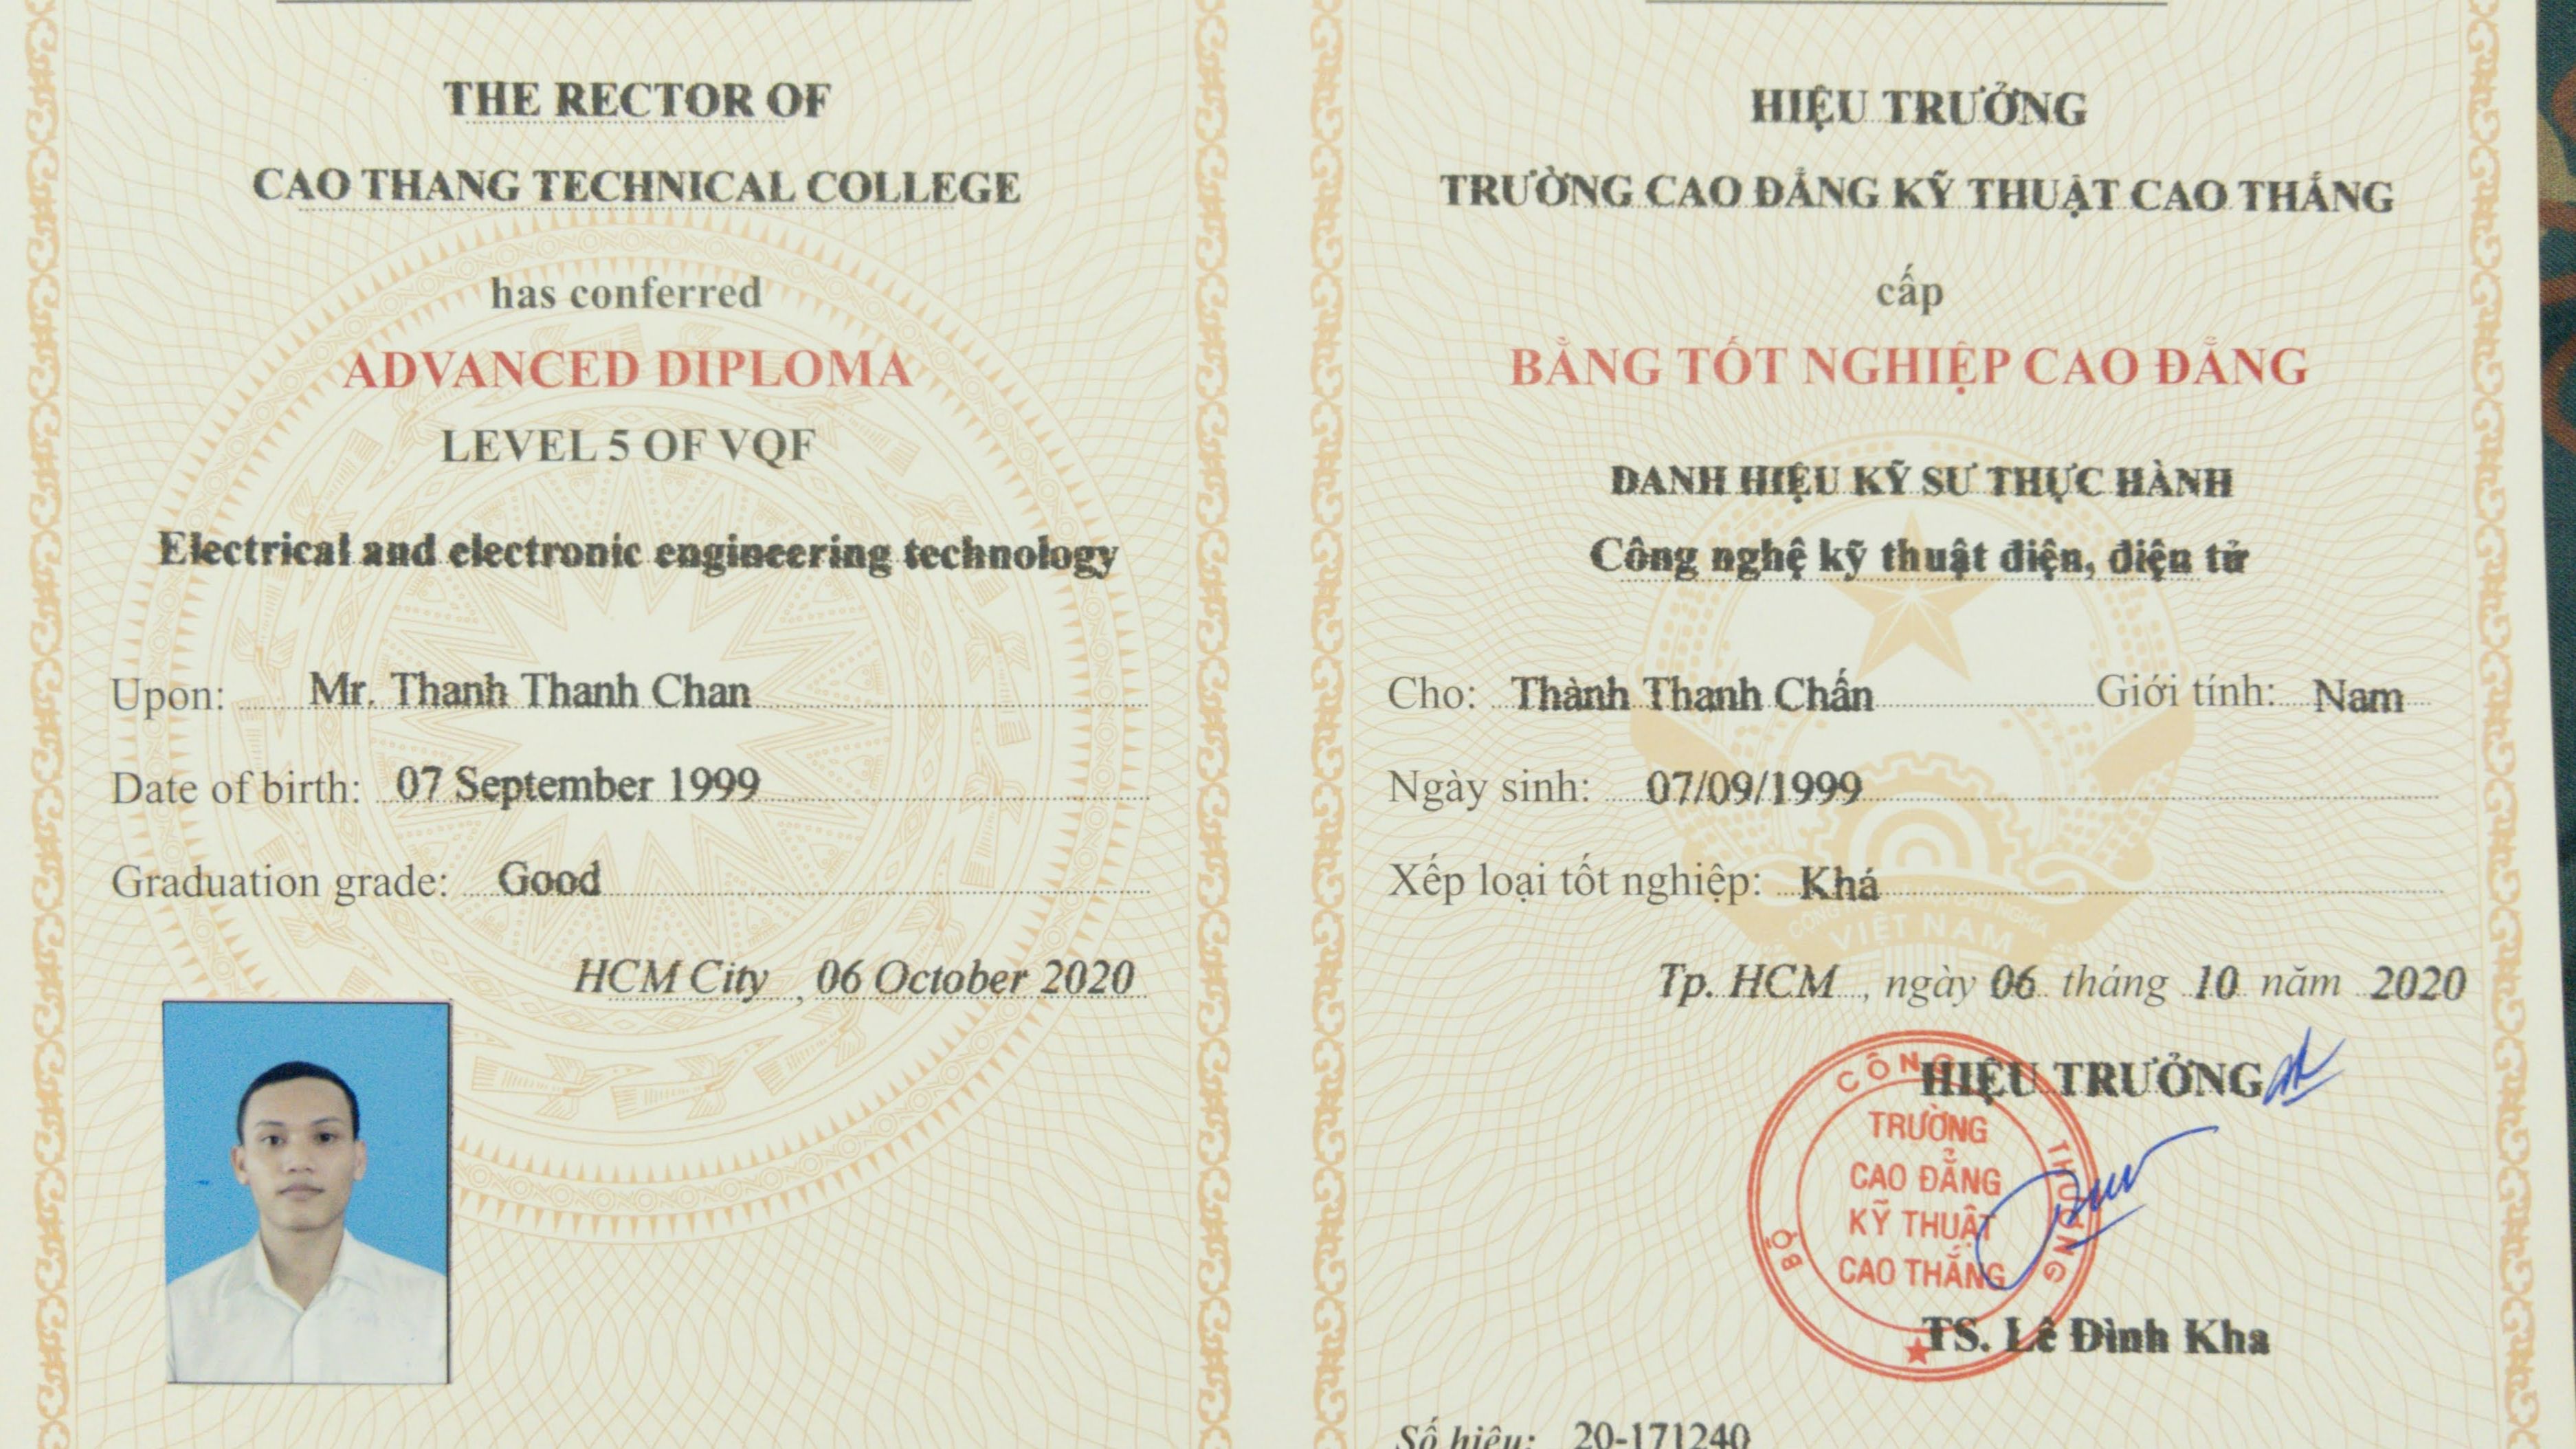 THE RECTOR OF
CAO THANG TECHNICAL COLLEGE
has conferred
ADVANCED DIPLOMA
LEVEL 5 OF VQF
Electrical and electronic engineering technology
Upon: Mr. Thanh Thanh Chan
Date of birth: 07 September 1999
Graduation grade: Good
HCM City, 06 October 2020
HIỆU TRƯỞNG
TRƯỜNG CAO ĐẲNG KỸ THUẬT CAO THẮNG
cấp
BẰNG TỐT NGHIỆP CAO ĐẲNG
DANH HIỆU KỸ SƯ THỰC HÀNH
Công nghệ kỹ thuật điện, điện tử
Cho: Thành Thanh Chấn Giới tính: Nam
Ngày sinh: 07/09/1999
Xếp loại tốt nghiệp: Khá
VIỆT NAM
Tp. HCM, ngày 06 tháng 10 năm 2020
HIỆU TRƯỞNG
BỘ CÔNG THƯƠNG
TRƯỜNG
CAO ĐẲNG
KỸ THUẬT
CAO THẮNG
TS. Lê Đình Kha
Số hiệu: 20-171240